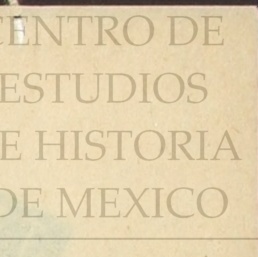 CENTRO DE
ESTUDIOS
E HISTORIA
DE MEXICO